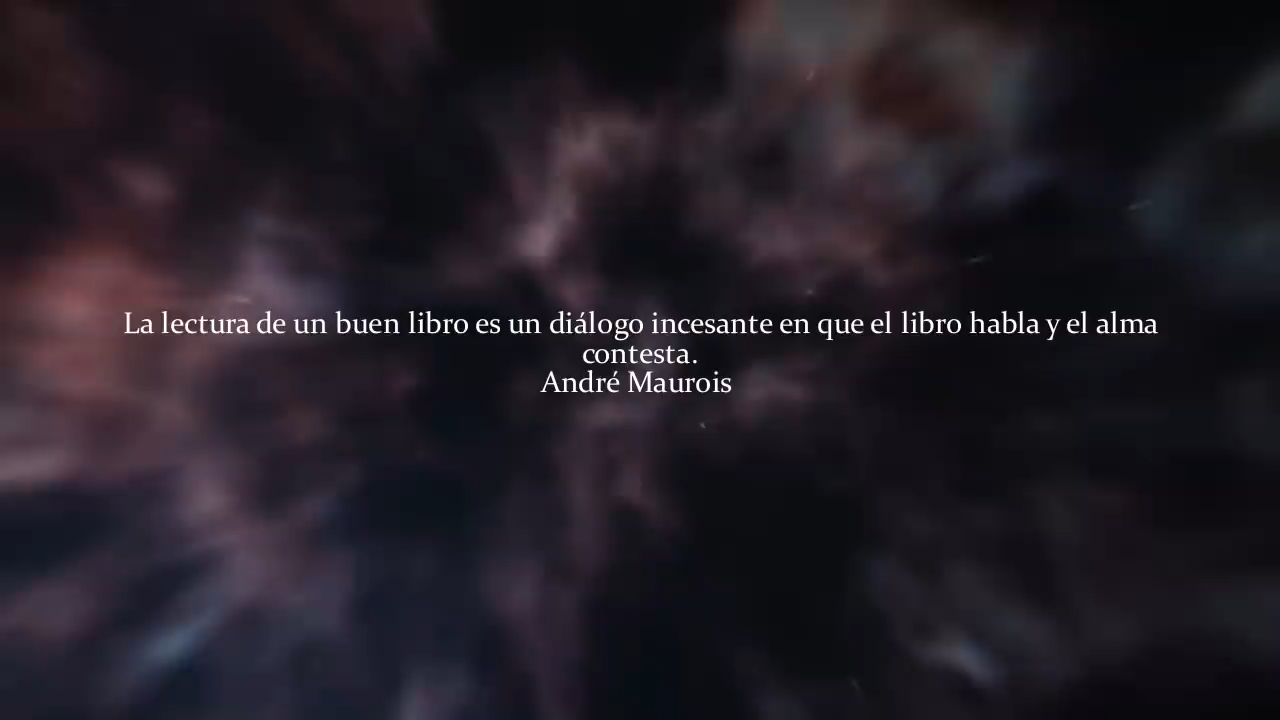 La lectura de un buen libro es un diálogo incesante en que el libro habla y el alma
contesta.
André Maurois